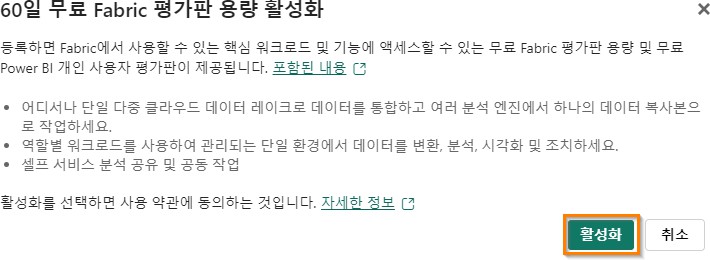 60일 무료 Fabric 평가판 용량 활성화
등록하면 Fabric에서 사용할 수 있는 핵심 워크로드 및 기능에 액세스할 수 있는 무료 Fabric 평가판 용량 및 무료
Power BI 개인 사용자 평가판이 제공됩니다. 포함된 내용
• 어디서나 단일 다중 클라우드 데이터 레이크로 데이터를 통합하고 여러 분석 엔진에서 하나의 데이터 복사본으
로 작업하세요.
• 역할별 워크로드를 사용하여 관리되는 단일 환경에서 데이터를 변환, 분석, 시각화 및 조치하세요.
• 셀프 서비스 분석 공유 및 공동 작업
활성화를 선택하면 사용 약관에 동의하는 것입니다. 자세한 정보
활성화 취소